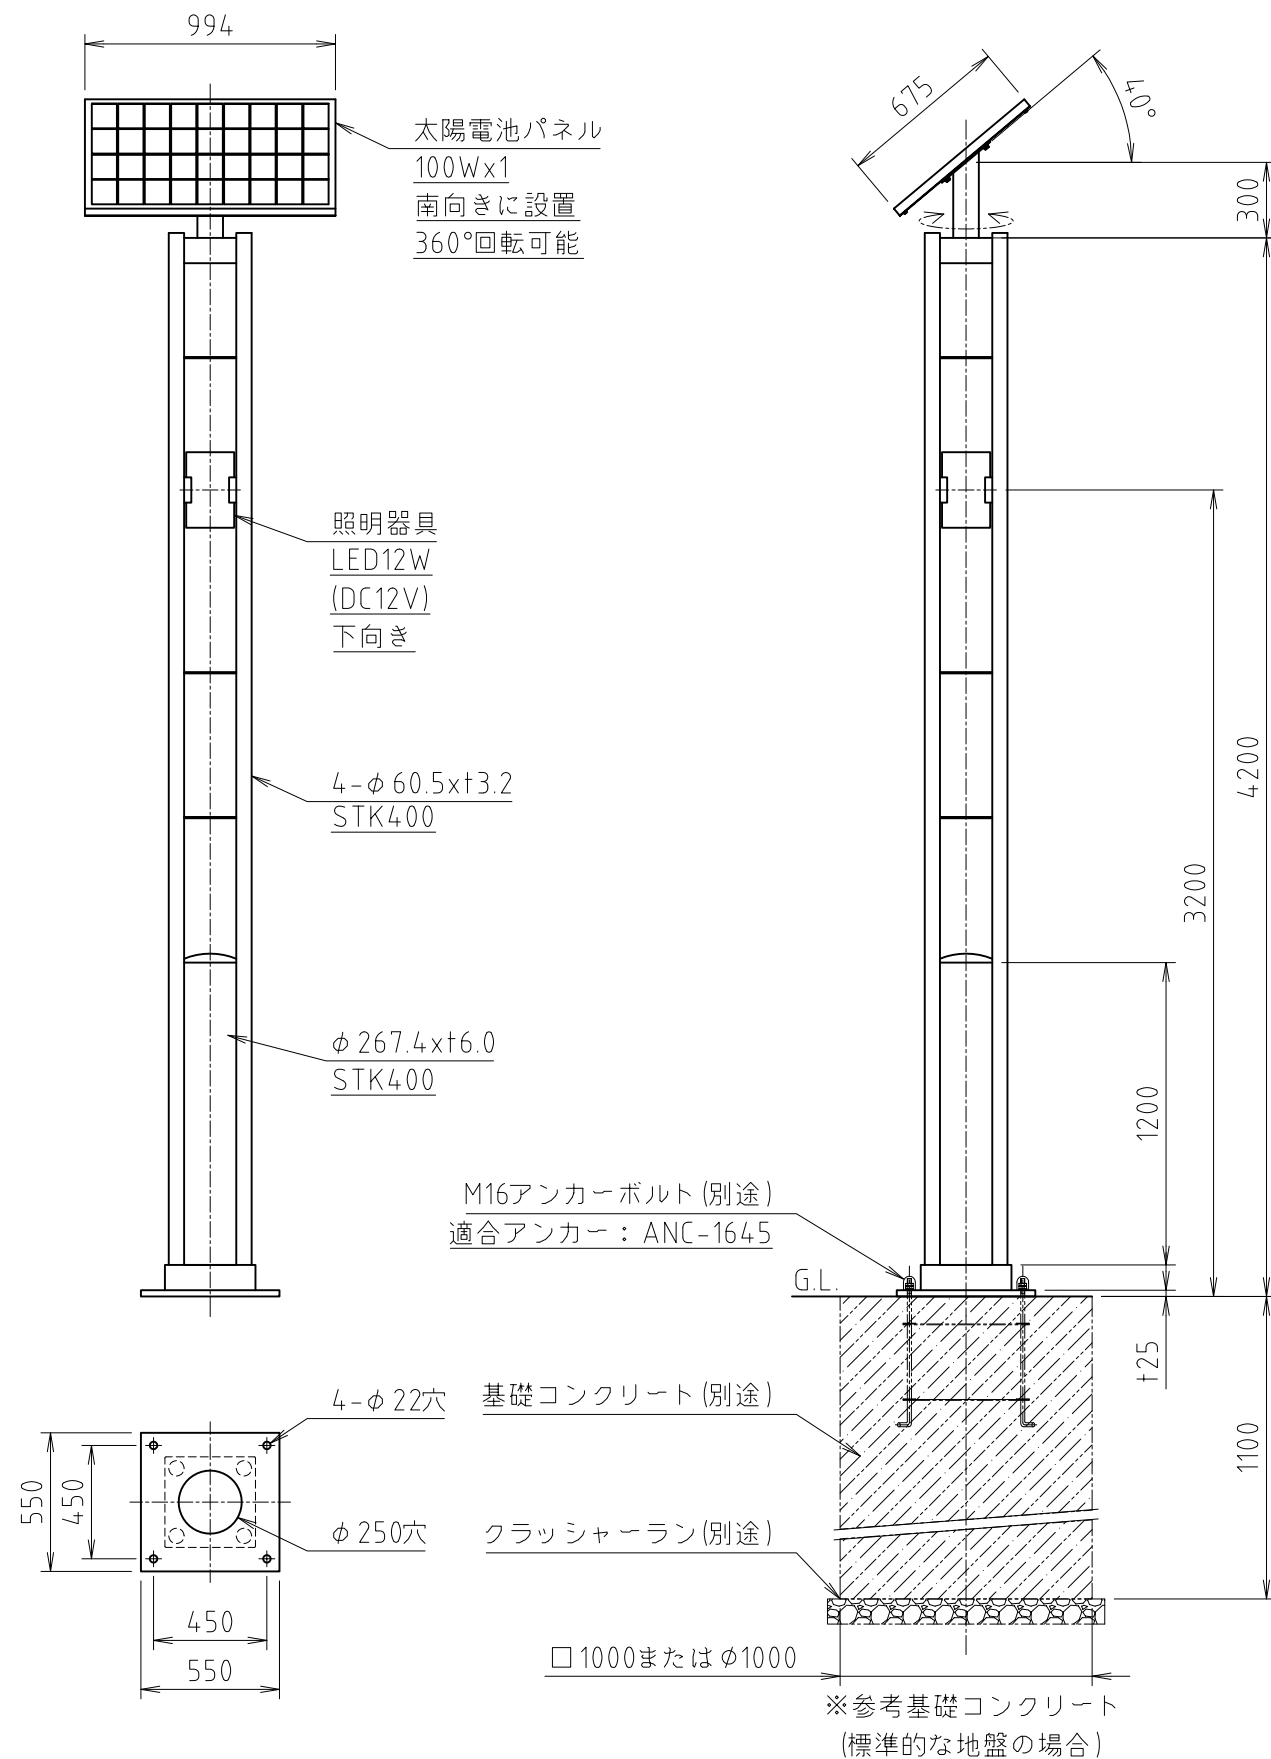 994
太陽電池パネル
100Wx1
南向きに設置
360°回転可能
675
40°
300
照明器具
LED12W
(DC12V)
下向き
4200
4-φ60.5xt3.2
STK400
3200
φ267.4xt6.0
STK400
1200
M16アンカーボルト(別途)
適合アンカー：ANC-1645
G.L.
t25
4-φ22穴
基礎コンクリート(別途)
1100
550
450
φ250穴
クラッシャーラン(別途)
450
550
□1000またはφ1000
※参考基礎コンクリート
(標準的な地盤の場合)